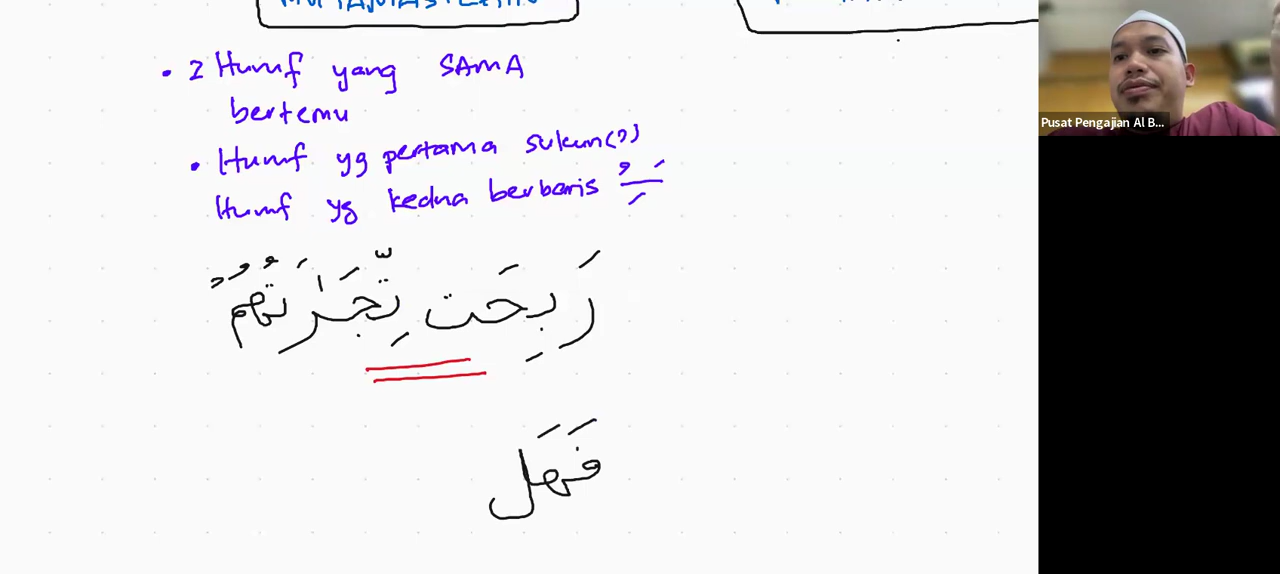 • 2 Huruf yang SAMA
bertemu
• Huruf yg pertama sukun(ْ)
Huruf yg kedua berbaris َ ُ ِ
رَبِحَت تِّجَارَتُهُمْ
فَهَل
Pusat Pengajian Al B...